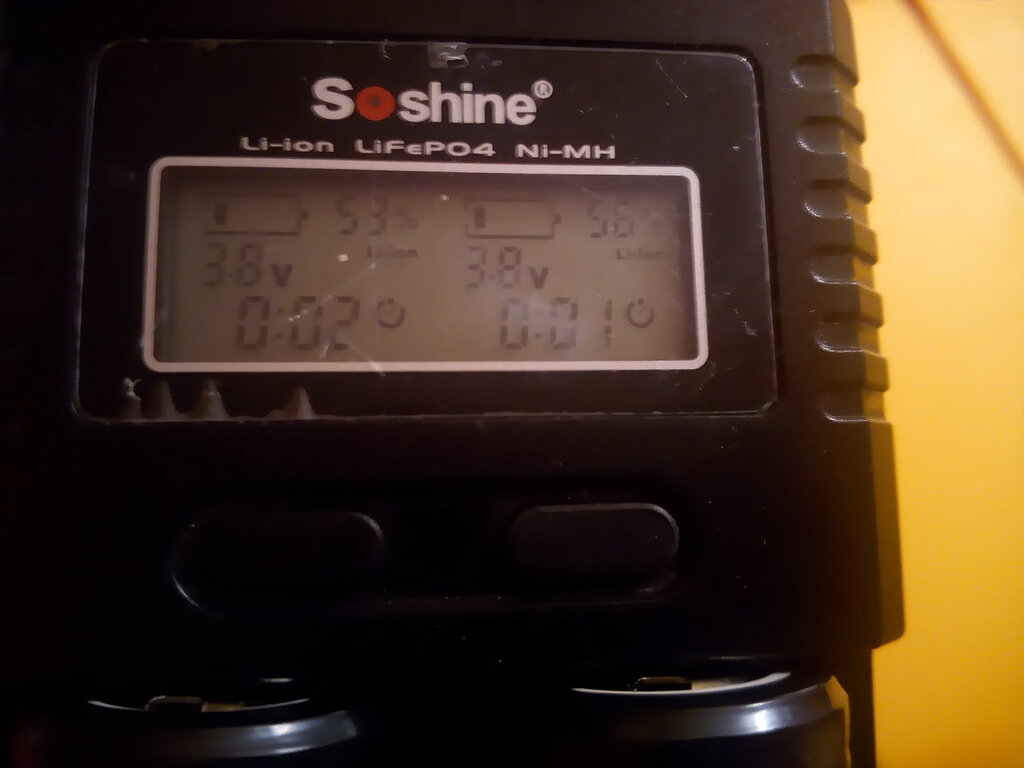 Soshine®
Li-ion LiFePO4 Ni-MH
53% 56%
Li-ion Li-ion
3.8V 3.8V
0:02 0:01